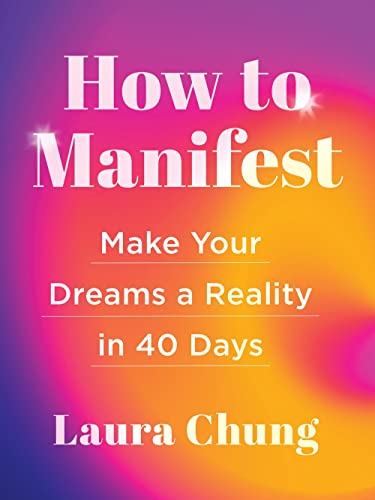 How to
Manifest
Make Your
Dreams a Reality
in 40 Days
Laura Chung